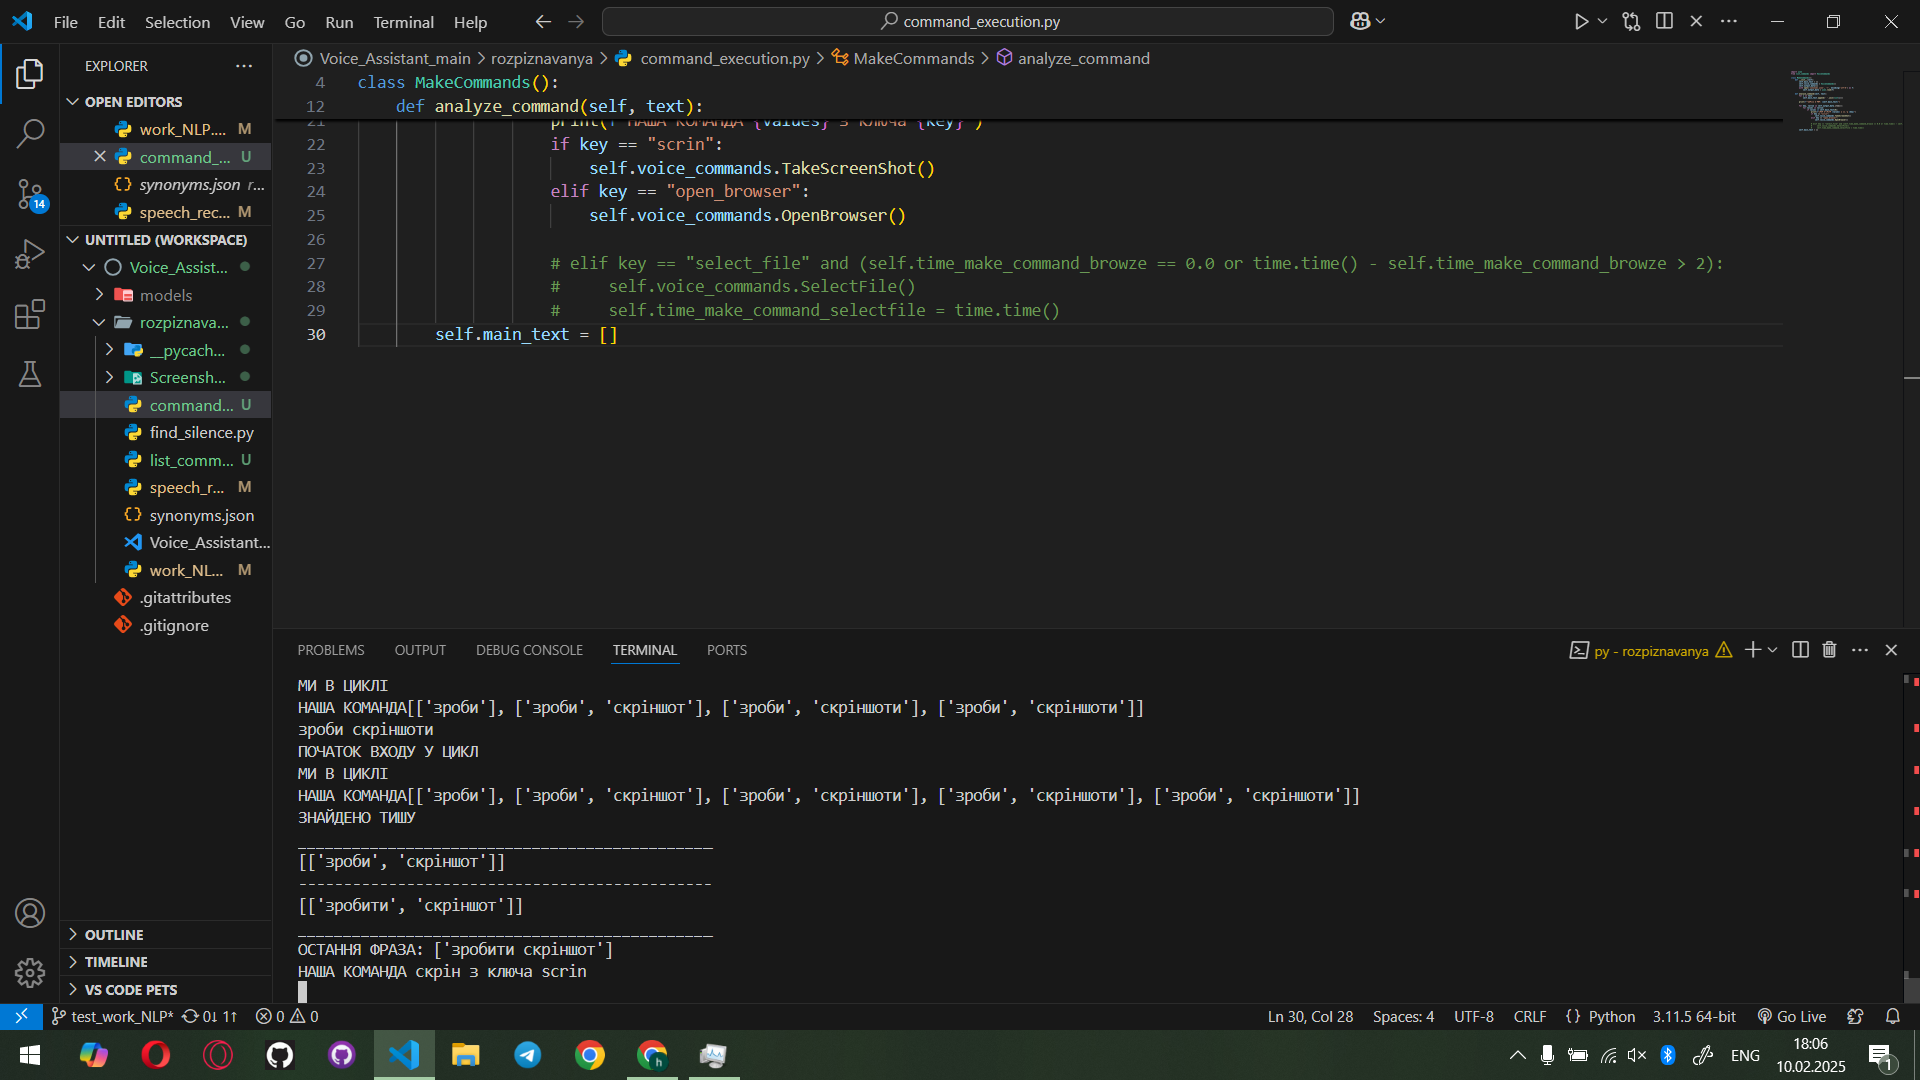 File Edit Selection View Go Run Terminal Help
command_execution.py
EXPLORER
OPEN EDITORS
work_NLP.... M
command_... U
synonyms.json r...
speech_rec... M
14
UNTITLED (WORKSPACE)
Voice_Assist...
models
rozpiznava...
__pycach...
Screensh...
command... U
find_silence.py
list_comm... U
speech_r... M
synonyms.json
Voice_Assistant...
work_NL... M
.gitattributes
.gitignore
OUTLINE
TIMELINE
VS CODE PETS
Voice_Assistant_main > rozpiznavanya > command_execution.py > MakeCommands > analyze_command
4 class MakeCommands():
12 def analyze_command(self, text):
21 print(f"НАША КОМАНДА {values} з ключа {key}")
22 if key == "scrin":
23 self.voice_commands.TakeScreenShot()
24 elif key == "open_browser":
25 self.voice_commands.OpenBrowser()
26
27 # elif key == "select_file" and (self.time_make_command_browze == 0.0 or time.time() - self.time_make_command_browze > 2):
28 # self.voice_commands.SelectFile()
29 # self.time_make_command_selectfile = time.time()
30 self.main_text = []
PROBLEMS OUTPUT DEBUG CONSOLE TERMINAL PORTS
py - rozpiznavanya
МИ В ЦИКЛІ
НАША КОМАНДА[['зроби'], ['зроби', 'скріншот'], ['зроби', 'скріншоти'], ['зроби', 'скріншоти']]
зроби скріншоти
ПОЧАТОК ВХОДУ У ЦИКЛ
МИ В ЦИКЛІ
НАША КОМАНДА[['зроби'], ['зроби', 'скріншот'], ['зроби', 'скріншоти'], ['зроби', 'скріншоти'], ['зроби', 'скріншоти']]
ЗНАЙДЕНО ТИШУ
______________________________________________
[['зроби', 'скріншот']]
----------------------------------------------
[['зробити', 'скріншот']]
______________________________________________
ОСТАННЯ ФРАЗА: ['зробити скріншот']
НАША КОМАНДА скрін з ключа scrin
test_work_NLP* 0↓ 1↑ 0 0
Ln 30, Col 28 Spaces: 4 UTF-8 CRLF {} Python 3.11.5 64-bit Go Live
h
ENG
18:06
10.02.2025
1